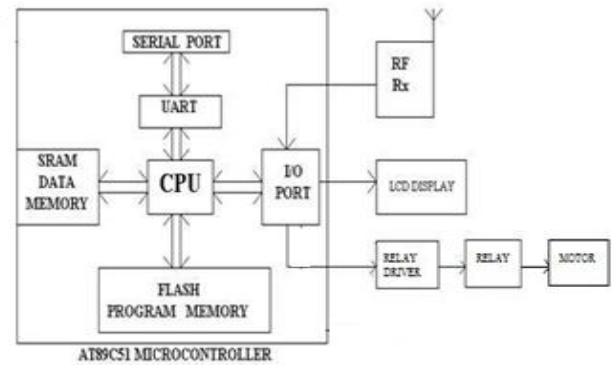 SERIAL PORT
UART
SRAM
DATA
MEMORY
CPU
I/O
PORT
FLASH
PROGRAM MEMORY
AT89C51 MICROCONTROLLER
RF
Rx
LCD DISPLAY
RELAY
DRIVER
RELAY
MOTOR